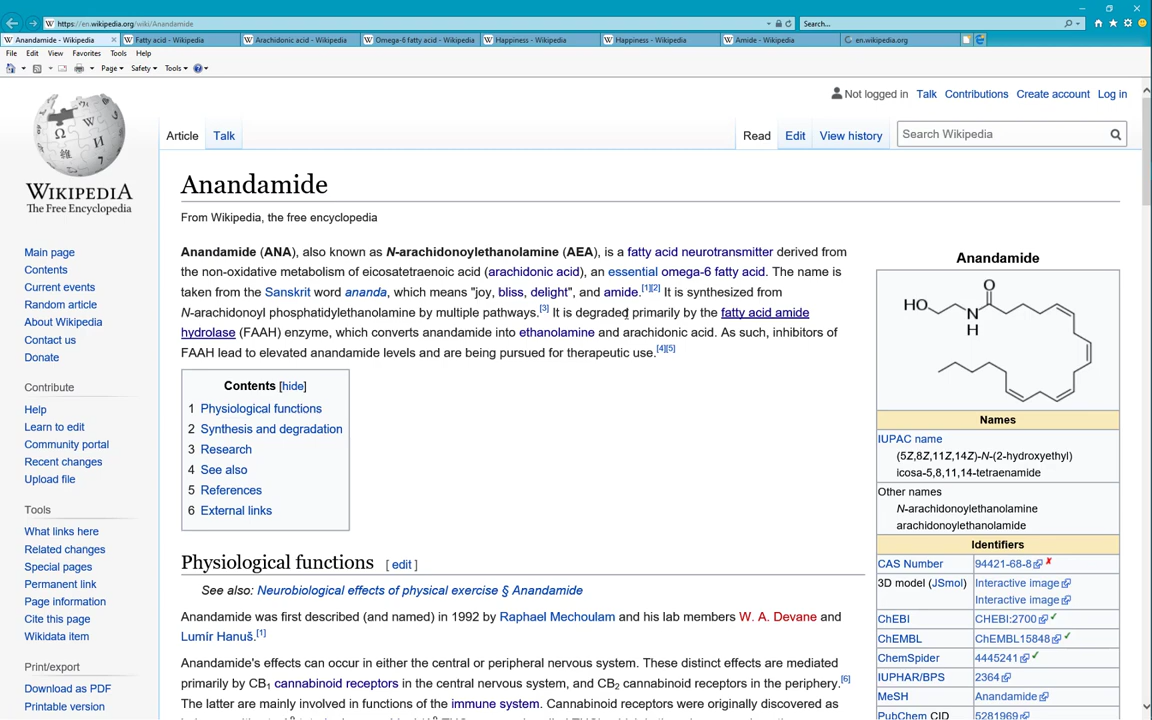 https://en.wikipedia.org/wiki/Anandamide
Search...
Anandamide - Wikipedia
Fatty acid - Wikipedia
Arachidonic acid - Wikipedia
Omega-6 fatty acid - Wikipedia
Happiness - Wikipedia
Happiness - Wikipedia
Amide - Wikipedia
en.wikipedia.org
File Edit View Favorites Tools Help
Page Safety Tools
Not logged in Talk Contributions Create account Log in
Article Talk
Read Edit View history
Search Wikipedia
WIKIPEDIA
The Free Encyclopedia
Main page
Contents
Current events
Random article
About Wikipedia
Contact us
Donate
Contribute
Help
Learn to edit
Community portal
Recent changes
Upload file
Tools
What links here
Related changes
Special pages
Permanent link
Page information
Cite this page
Wikidata item
Print/export
Download as PDF
Printable version
Anandamide
From Wikipedia, the free encyclopedia
Anandamide (ANA), also known as N-arachidonoylethanolamine (AEA), is a fatty acid neurotransmitter derived from
the non-oxidative metabolism of eicosatetraenoic acid (arachidonic acid), an essential omega-6 fatty acid. The name is
taken from the Sanskrit word ananda, which means "joy, bliss, delight", and amide.[1][2] It is synthesized from
N-arachidonoyl phosphatidylethanolamine by multiple pathways.[3] It is degraded primarily by the fatty acid amide
hydrolase (FAAH) enzyme, which converts anandamide into ethanolamine and arachidonic acid. As such, inhibitors of
FAAH lead to elevated anandamide levels and are being pursued for therapeutic use.[4][5]
Contents [hide]
1 Physiological functions
2 Synthesis and degradation
3 Research
4 See also
5 References
6 External links
Physiological functions [ edit ]
See also: Neurobiological effects of physical exercise § Anandamide
Anandamide was first described (and named) in 1992 by Raphael Mechoulam and his lab members W. A. Devane and
Lumír Hanuš.[1]
Anandamide's effects can occur in either the central or peripheral nervous system. These distinct effects are mediated
primarily by CB1 cannabinoid receptors in the central nervous system, and CB2 cannabinoid receptors in the periphery.[6]
The latter are mainly involved in functions of the immune system. Cannabinoid receptors were originally discovered as
Anandamide
O
HO
N
H
Names
IUPAC name
(5Z,8Z,11Z,14Z)-N-(2-hydroxyethyl)
icosa-5,8,11,14-tetraenamide
Other names
N-arachidonoylethanolamine
arachidonoylethanolamide
Identifiers
CAS Number 94421-68-8
3D model (JSmol) Interactive image
Interactive image
ChEBI CHEBI:2700
ChEMBL ChEMBL15848
ChemSpider 4445241
IUPHAR/BPS 2364
MeSH Anandamide
PubChem CID 5281969